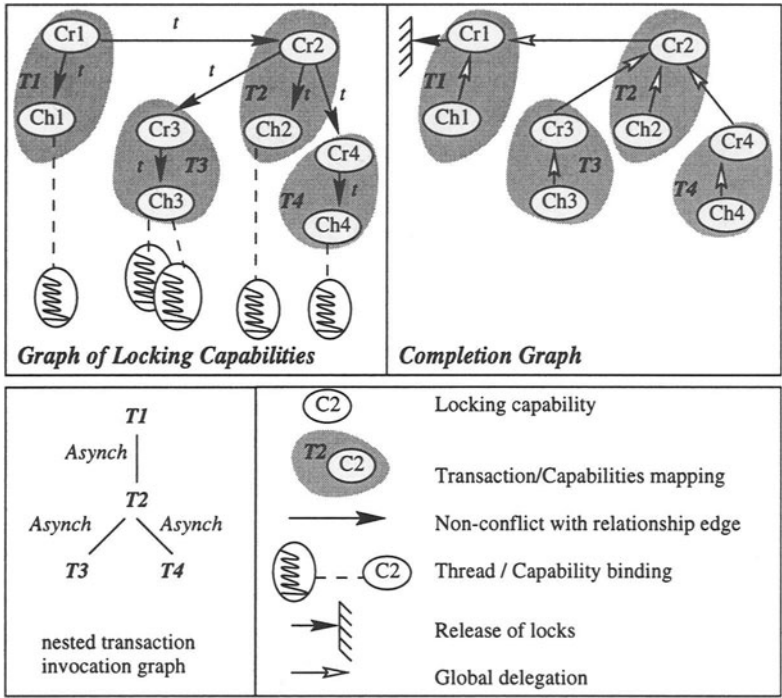 Cr1
t
Cr2
T1
t
t
T2
t
t
Ch1
Cr3
Ch2
Cr4
t
T3
Ch3
T4
t
Ch4
Graph of Locking Capabilities
Cr1
Cr2
T1
T2
Ch1
Cr3
Ch2
Cr4
T3
T4
Ch3
Ch4
Completion Graph
T1
Asynch
T2
Asynch Asynch
T3 T4
nested transaction
invocation graph
C2 Locking capability
T2
C2 Transaction/Capabilities mapping
Non-conflict with relationship edge
C2 Thread / Capability binding
Release of locks
Global delegation